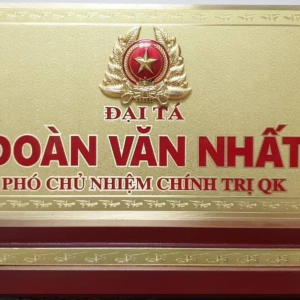 ĐẠI TÁ
ĐOÀN VĂN NHẤT
PHÓ CHỦ NHIỆM CHÍNH TRỊ QK